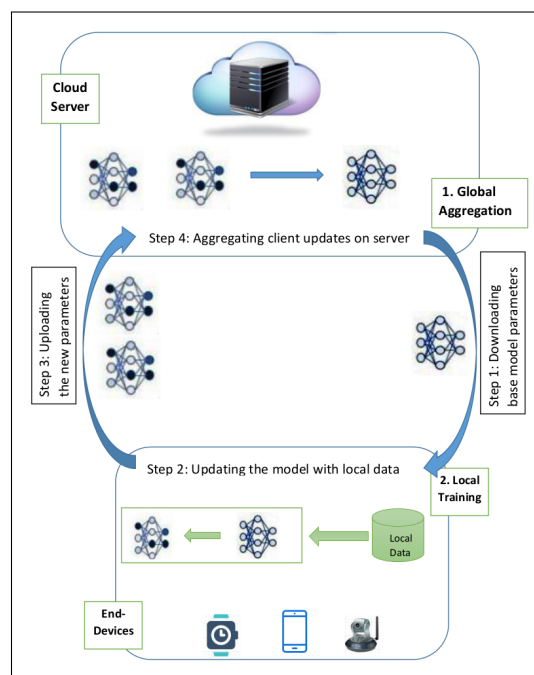 Cloud
Server
1. Global
Aggregation
Step 4: Aggregating client updates on server
Step 3: Uploading
the new parameters
Step 1: Downloading
base model parameters
Step 2: Updating the model with local data
2. Local
Training
Local
Data
End-
Devices